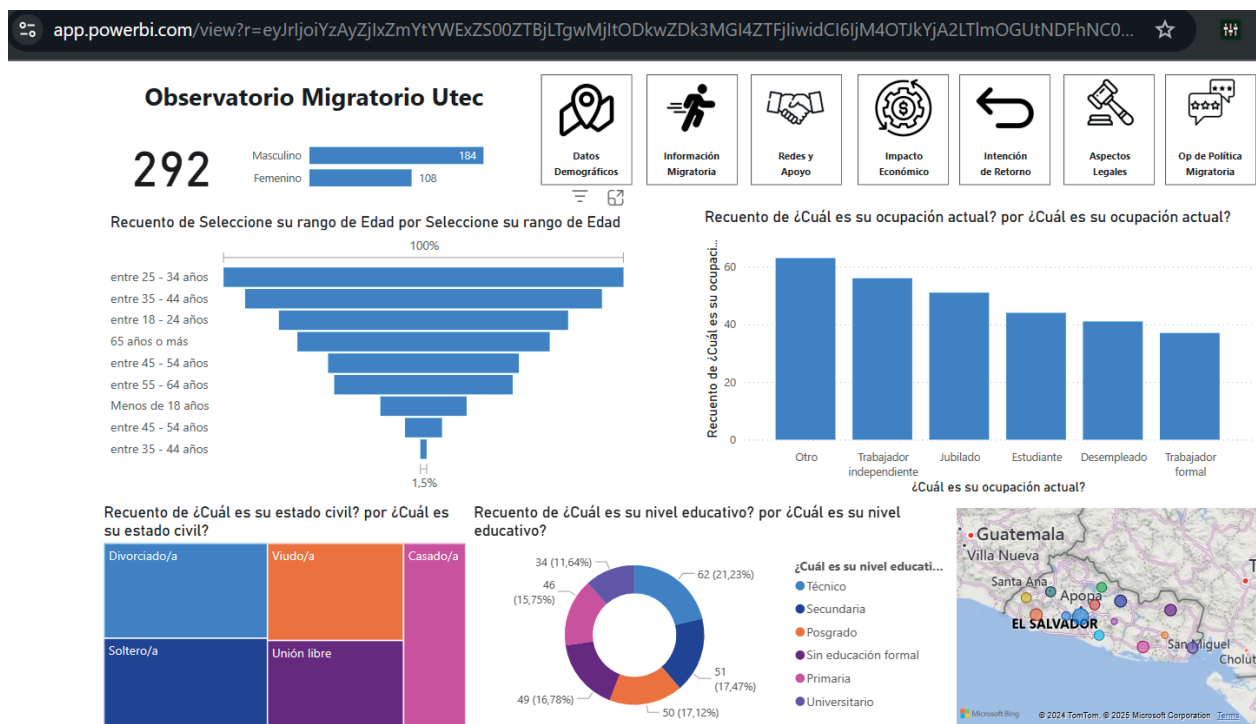 app.powerbi.com/view?r=eyJrIjoiYzAyZjIxZmYtYWExZS00ZTBjLTgwMjItODkwZDk3MGI4ZTFjIiwidCI6IjM4OTJkYjA2LTlmOGUtNDFhNC0...
Observatorio Migratorio Utec
292
Masculino 184
Femenino 108
Datos
Demográficos
Información
Migratoria
Redes y
Apoyo
Impacto
Económico
Intención
de Retorno
Aspectos
Legales
Op de Política
Migratoria
Recuento de Seleccione su rango de Edad por Seleccione su rango de Edad
100%
entre 25 - 34 años
entre 35 - 44 años
entre 18 - 24 años
65 años o más
entre 45 - 54 años
entre 55 - 64 años
Menos de 18 años
entre 45 - 54 años
entre 35 - 44 años
1,5%
Recuento de ¿Cuál es su ocupación actual? por ¿Cuál es su ocupación actual?
Recuento de ¿Cuál es su ocupaci...
60
40
20
0
Otro
Trabajador
independiente
Jubilado
Estudiante
Desempleado
Trabajador
formal
¿Cuál es su ocupación actual?
Recuento de ¿Cuál es su estado civil? por ¿Cuál es
su estado civil?
Divorciado/a
Viudo/a
Casado/a
Soltero/a
Unión libre
Recuento de ¿Cuál es su nivel educativo? por ¿Cuál es su nivel
educativo?
34 (11,64%)
62 (21,23%)
46
(15,75%)
51
(17,47%)
49 (16,78%)
50 (17,12%)
¿Cuál es su nivel educati...
Técnico
Secundaria
Posgrado
Sin educación formal
Primaria
Universitario
Guatemala
Villa Nueva
Santa Ana
Apopa
EL SALVADOR
San Miguel
Cholut
Microsoft Bing
© 2024 TomTom, © 2025 Microsoft Corporation Terms